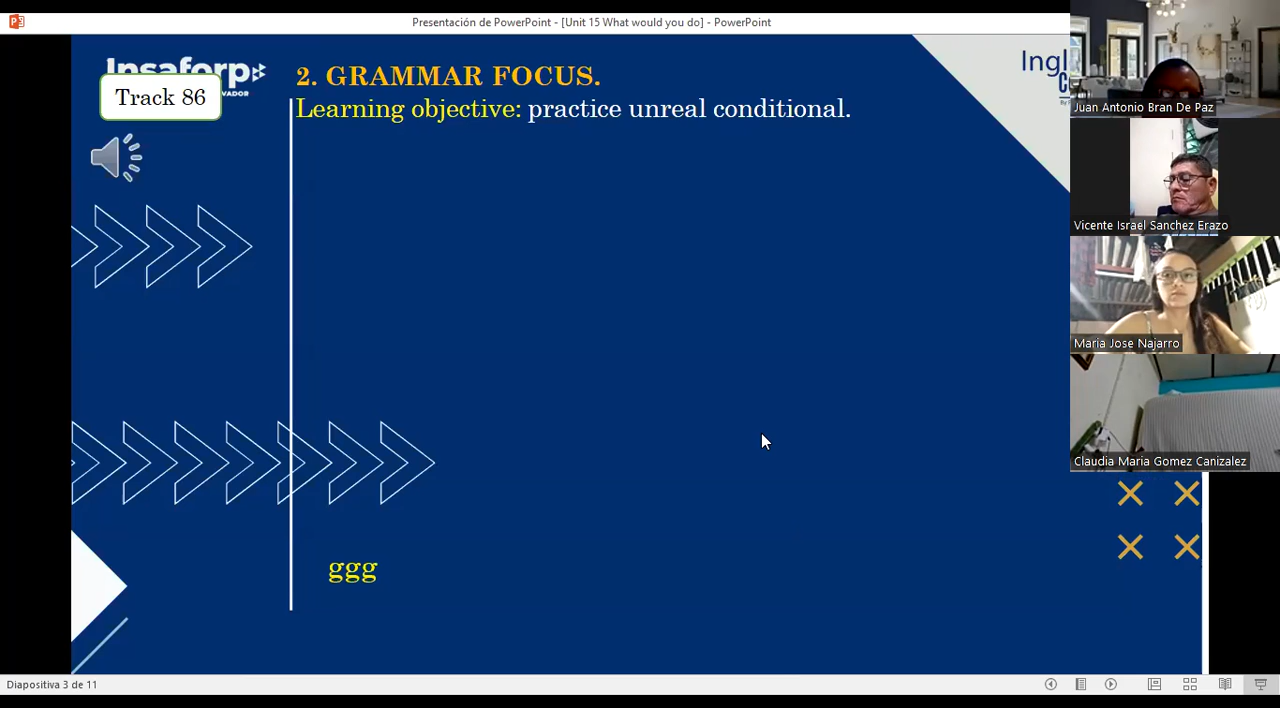 Presentación de PowerPoint - [Unit 15 What would you do] - PowerPoint
Insaforp
Track 86
2. GRAMMAR FOCUS.
Learning objective: practice unreal conditional.
Ingl
Juan Antonio Bran De Paz
Vicente Israel Sanchez Erazo
Maria Jose Najarro
Claudia Maria Gomez Canizalez
ggg
Diapositiva 3 de 11